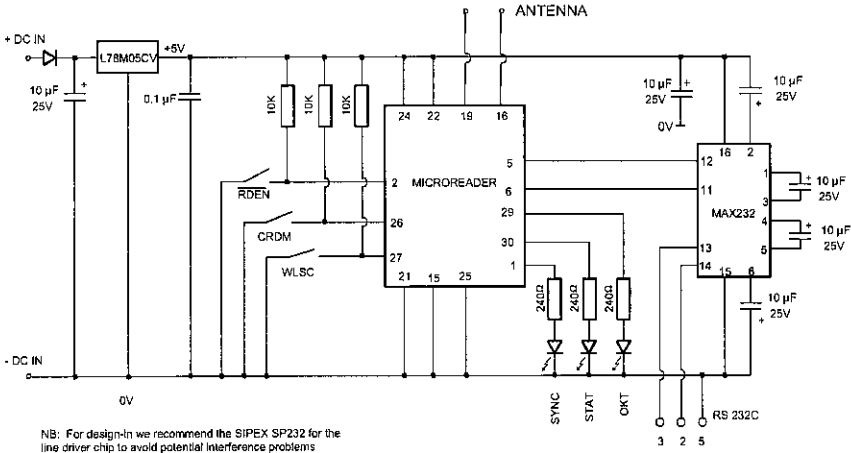 ANTENNA
+ DC IN
L78M05CV
+5V
10 µF
25V
+
0.1 µF
10K
10K
10K
24
22
19
16
10 µF
25V
+
0V
10 µF
25V
+
16
2
MICROREADER
5
6
29
30
1
2
26
27
21
15
25
RDEN
CRDM
WLSC
12
11
13
14
MAX232
1
3
4
5
15
6
+
10 µF
25V
+
10 µF
25V
10 µF
25V
+
240Ω
240Ω
240Ω
- DC IN
0V
SYNC
STAT
OKT
RS 232C
3
2
5
NB: For design-in we recommend the SIPEX SP232 for the
line driver chip to avoid potential interference problems